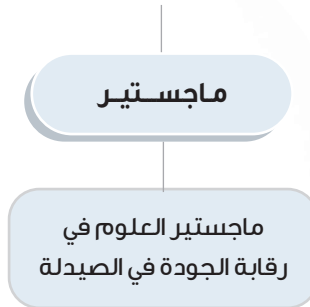 ماجستير
ماجستير العلوم في
رقابة الجودة في الصيدلة